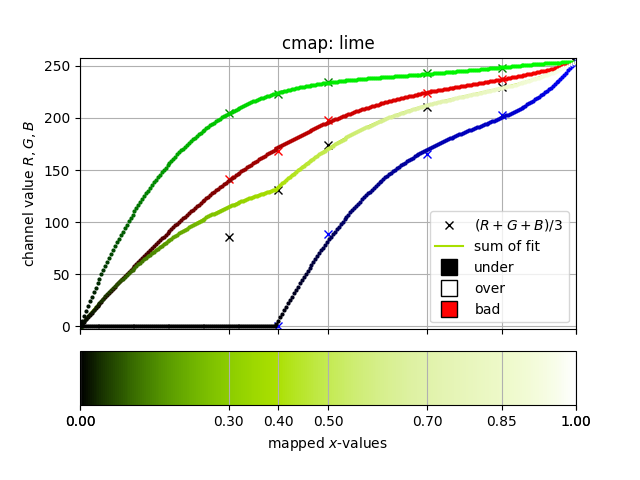 cmap: lime
channel value R, G, B
250
200
150
100
50
0
(R + G + B)/3
sum of fit
under
over
bad
0.00 0.30 0.40 0.50 0.70 0.85 1.00
mapped x-values